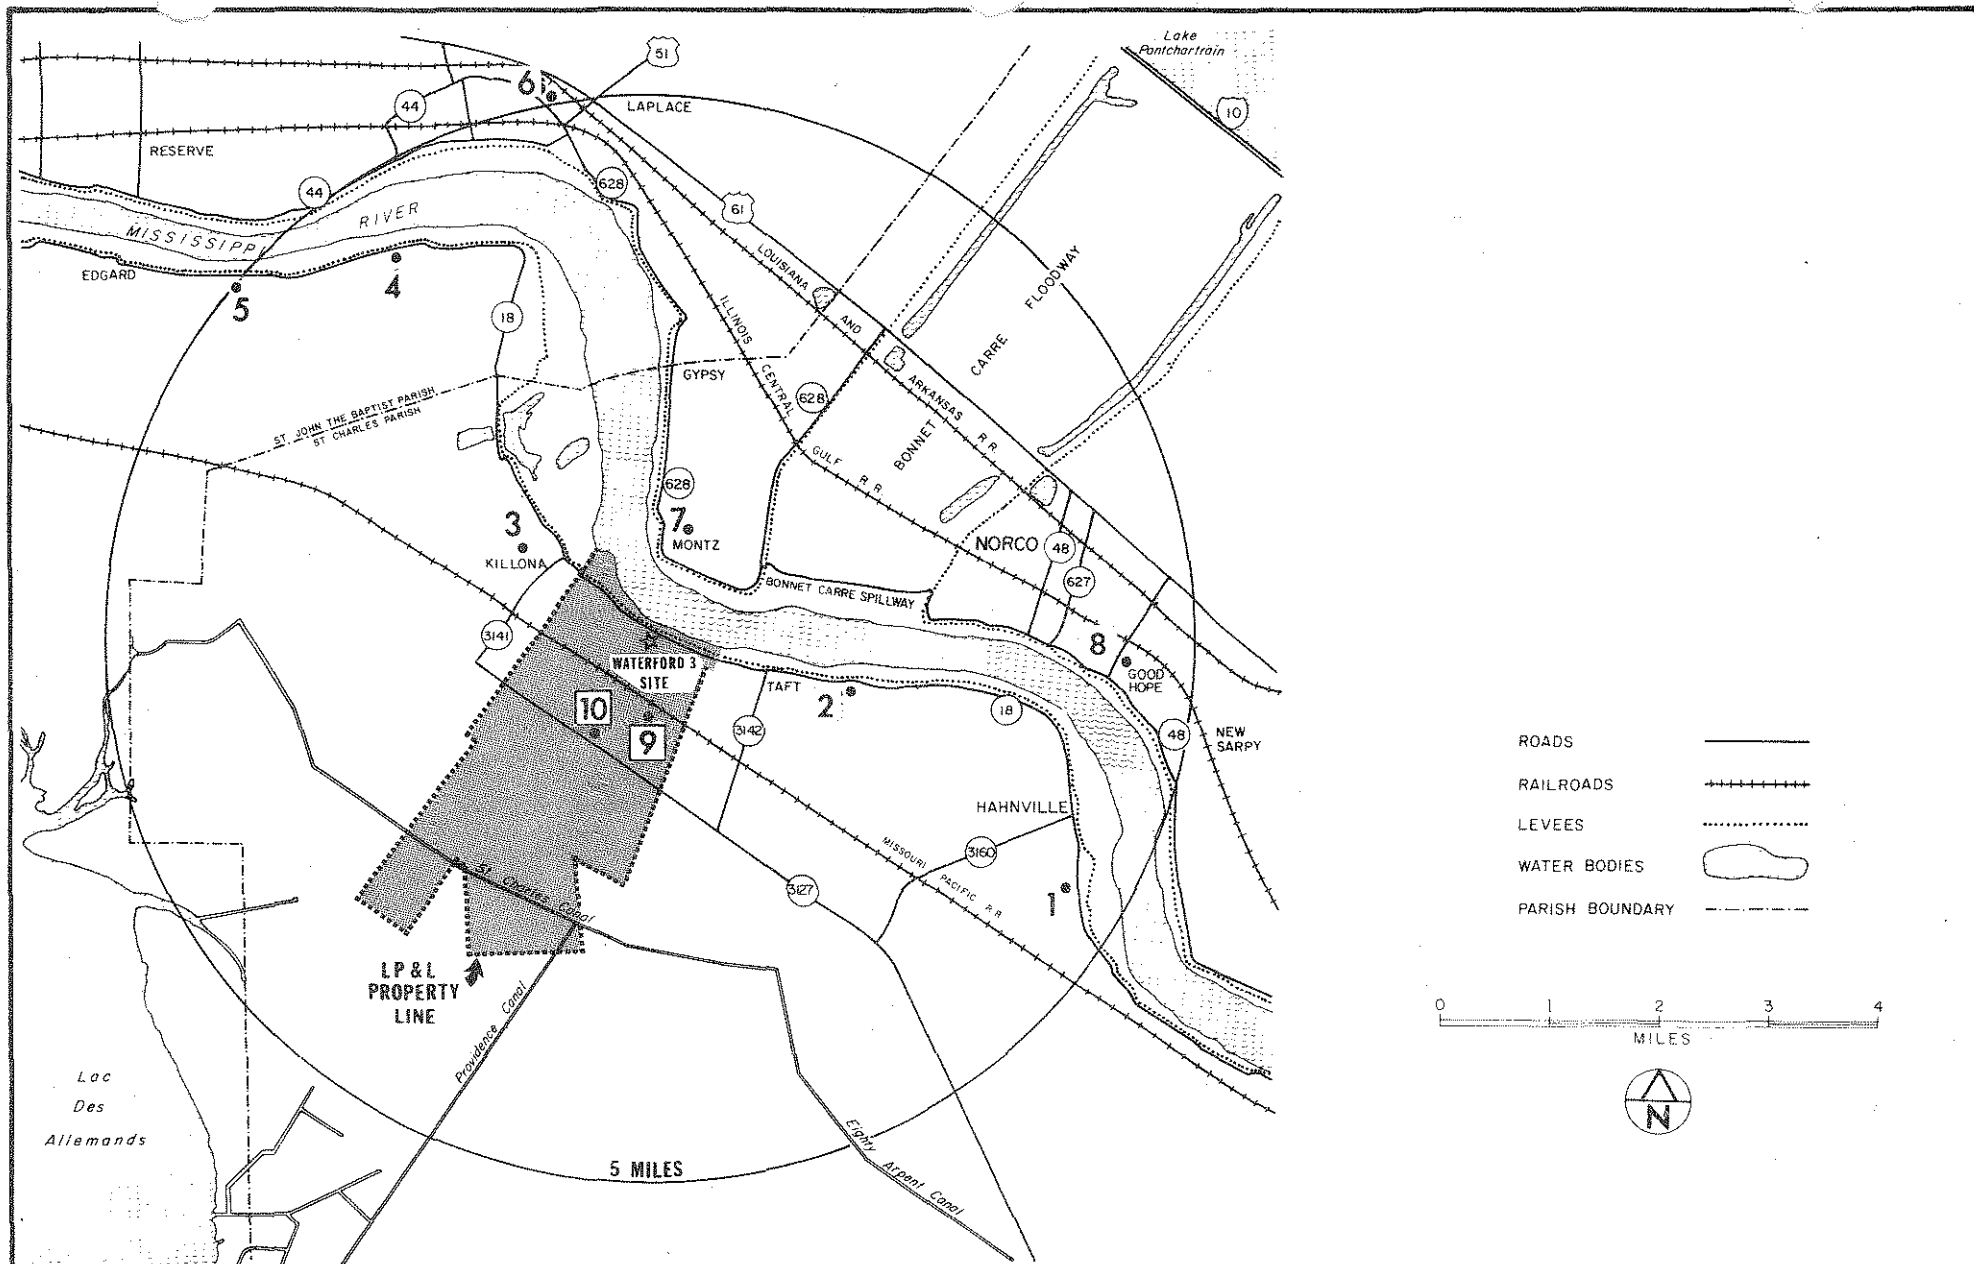 Lake
Pontchartrain
51
6
44
LAPLACE
10
RESERVE
44
628
61
MISSISSIPPI RIVER
EDGARD
4
5
18
LOUISIANA AND ARKANSAS R.R.
ILLINOIS CENTRAL GULF R.R.
BONNET CARRE FLOODWAY
GYPSY
628
ST. JOHN THE BAPTIST PARISH
ST CHARLES PARISH
628
3
7
MONTZ
KILLONA
NORCO
48
627
BONNET CARRE SPILLWAY
3141
WATERFORD 3
SITE
8
GOOD
HOPE
TAFT
2
18
10
9
3142
48
NEW
SARPY
HAHNVILLE
3160
MISSOURI PACIFIC R.R.
3127
1
St. Charles Canal
LP&L
PROPERTY
LINE
Providence Canal
Lac
Des
Allemands
5 MILES
Eighty Arpent Canal
ROADS
RAILROADS
LEVEES
WATER BODIES
PARISH BOUNDARY
0 1 2 3 4
MILES
N